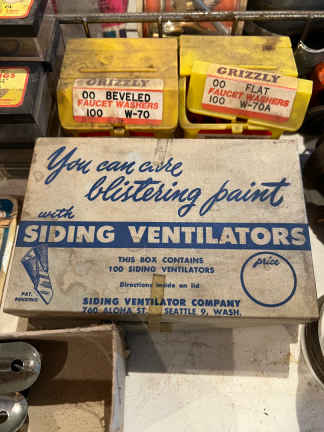 GRIZZLY
00 BEVELED
FAUCET WASHERS
100 W-70
GRIZZLY
00 FLAT
FAUCET WASHERS
100 W-70A
You can cure
blistering paint
with
SIDING VENTILATORS
THIS BOX CONTAINS
100 SIDING VENTILATORS
Directions inside on lid
price
PAT.
SIDING VENTILATOR COMPANY
760 ALOHA ST. SEATTLE 9, WASH.